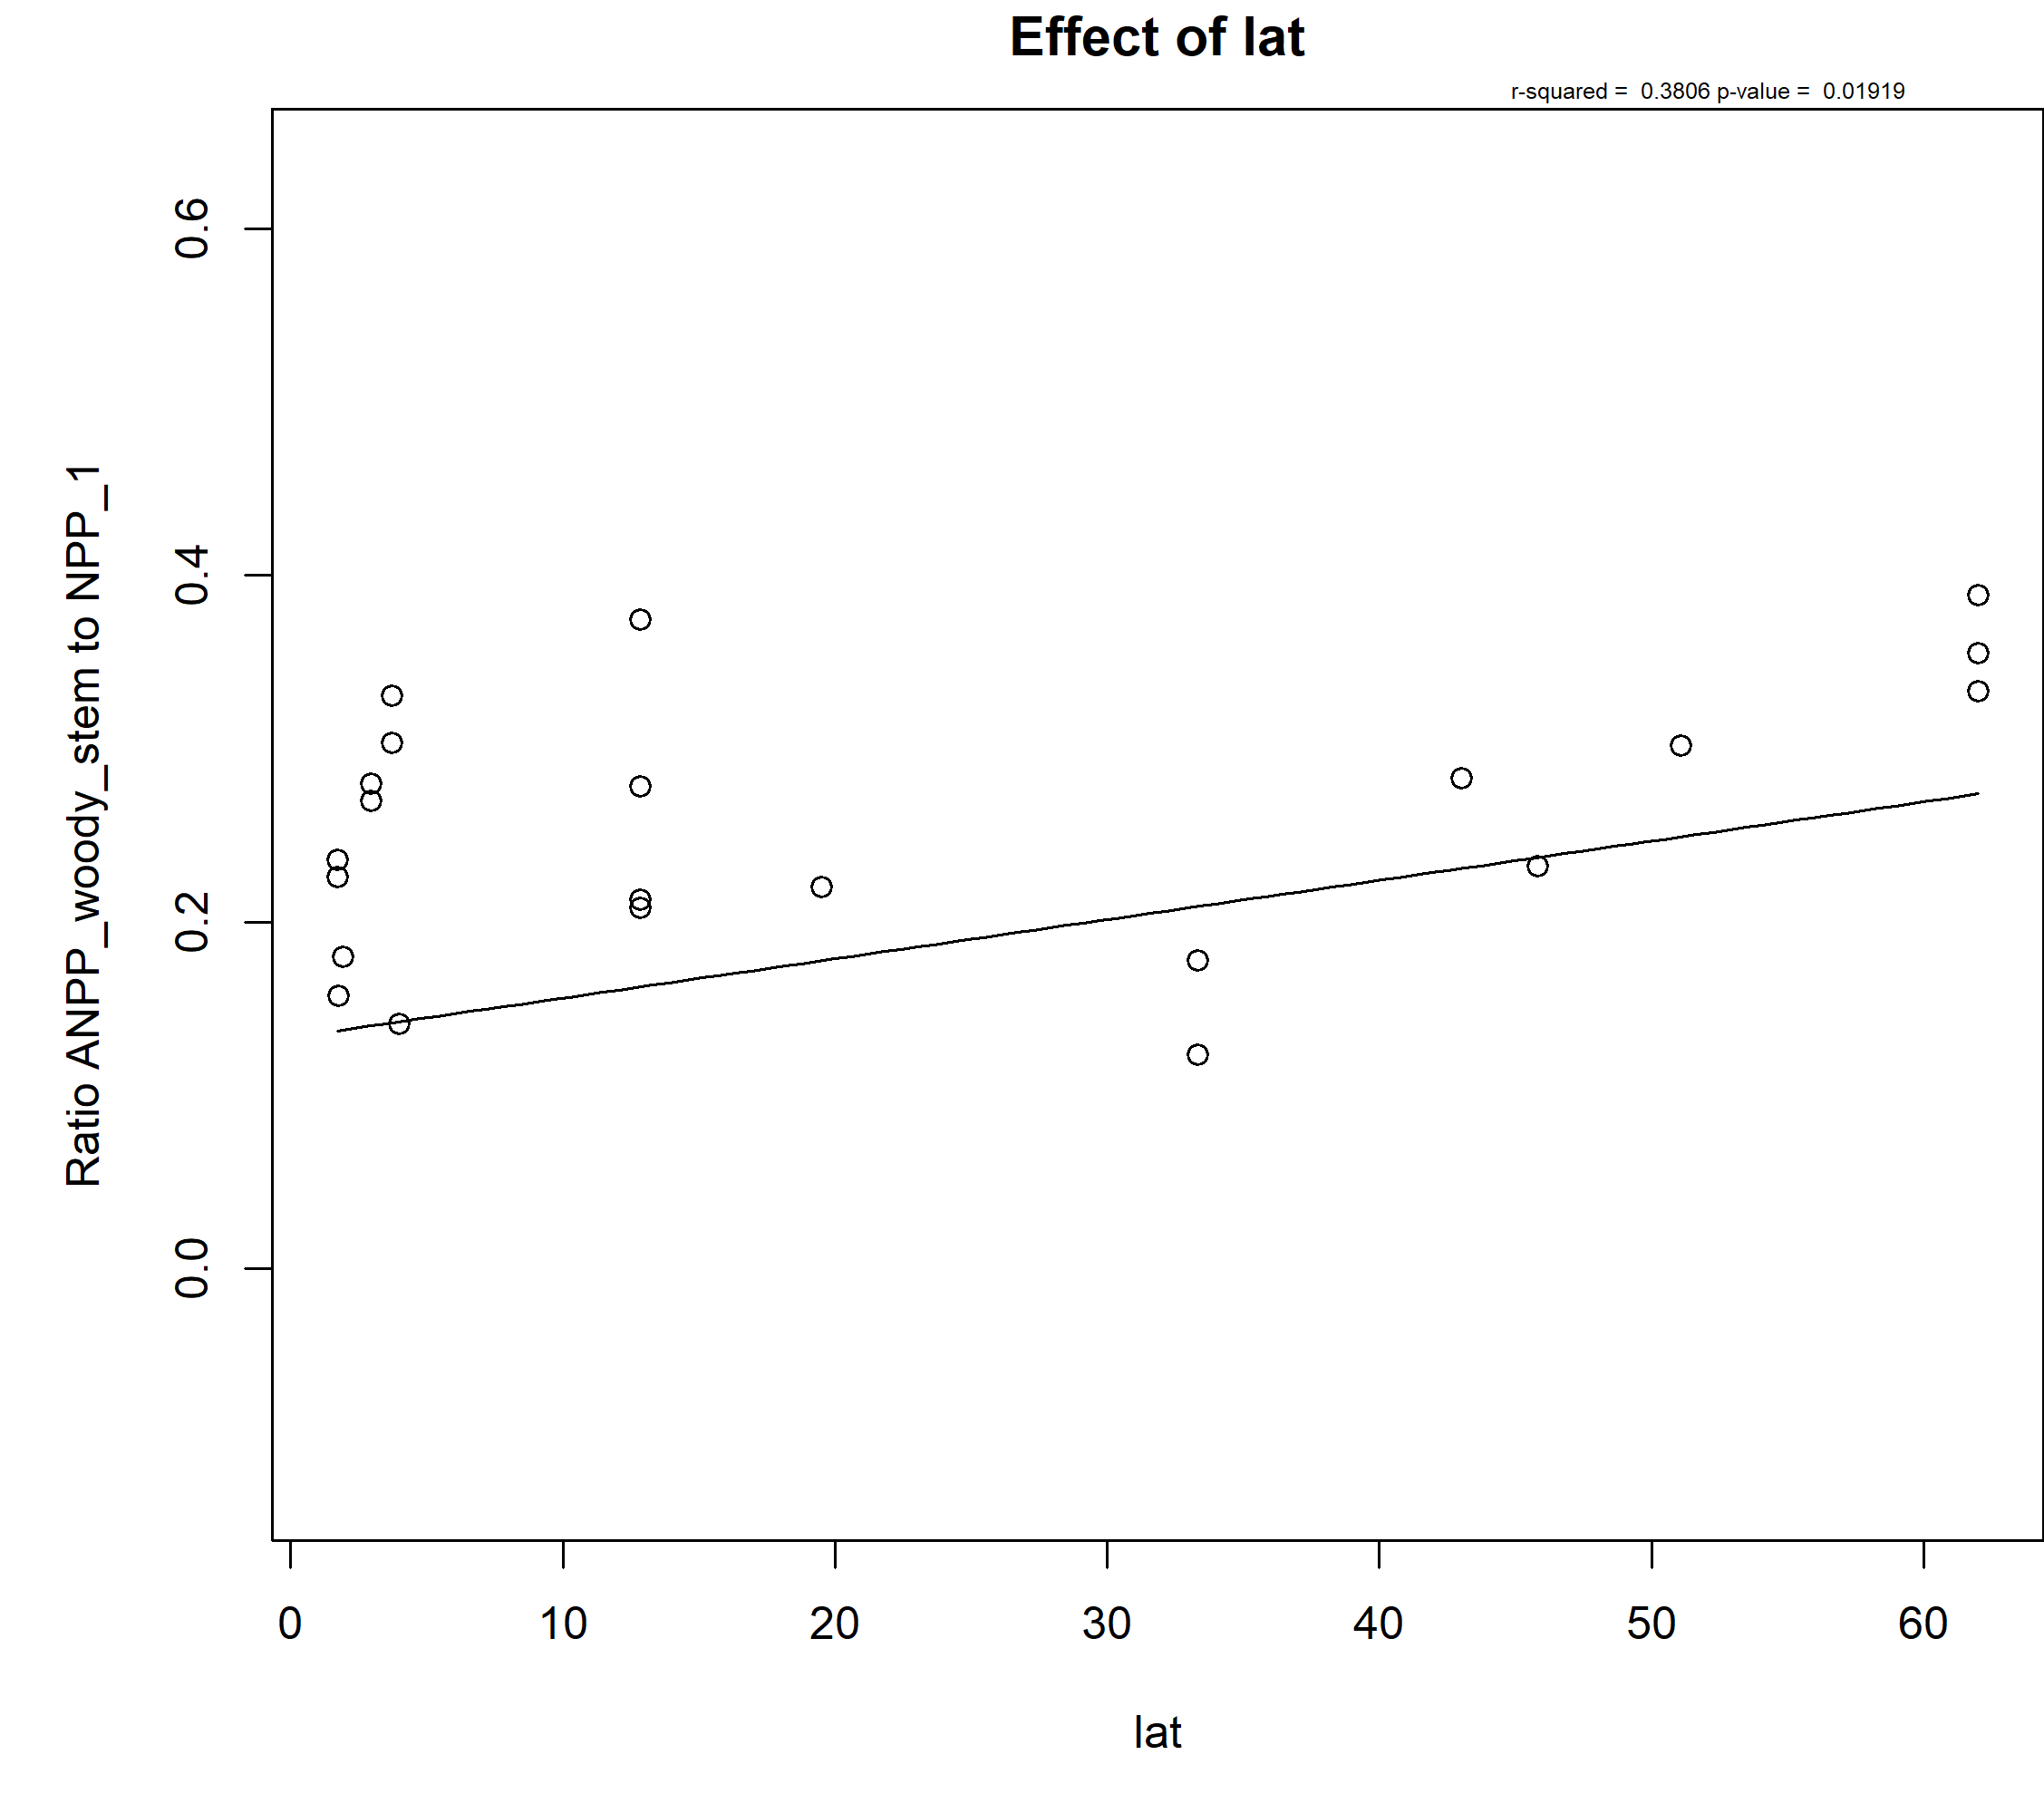 Effect of lat
r-squared =  0.3806 p-value =  0.01919
Ratio ANPP_woody_stem to NPP_1
0.6
0.4
0.2
0.0
0 10 20 30 40 50 60
lat